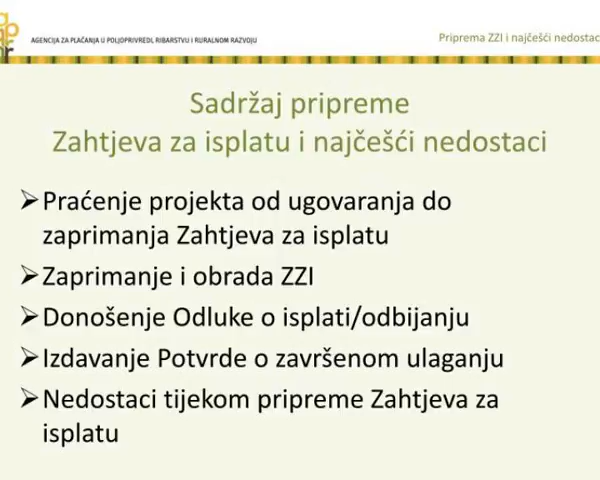 AGENCIJA ZA PLAĆANJA U POLJOPRIVREDI, RIBARSTVU I RURALNOM RAZVOJU
Priprema ZZI i najčešći nedostac
Sadržaj pripreme
Zahtjeva za isplatu i najčešći nedostaci
➢Praćenje projekta od ugovaranja do
zaprimanja Zahtjeva za isplatu
➢Zaprimanje i obrada ZZI
➢Donošenje Odluke o isplati/odbijanju
➢Izdavanje Potvrde o završenom ulaganju
➢Nedostaci tijekom pripreme Zahtjeva za
isplatu